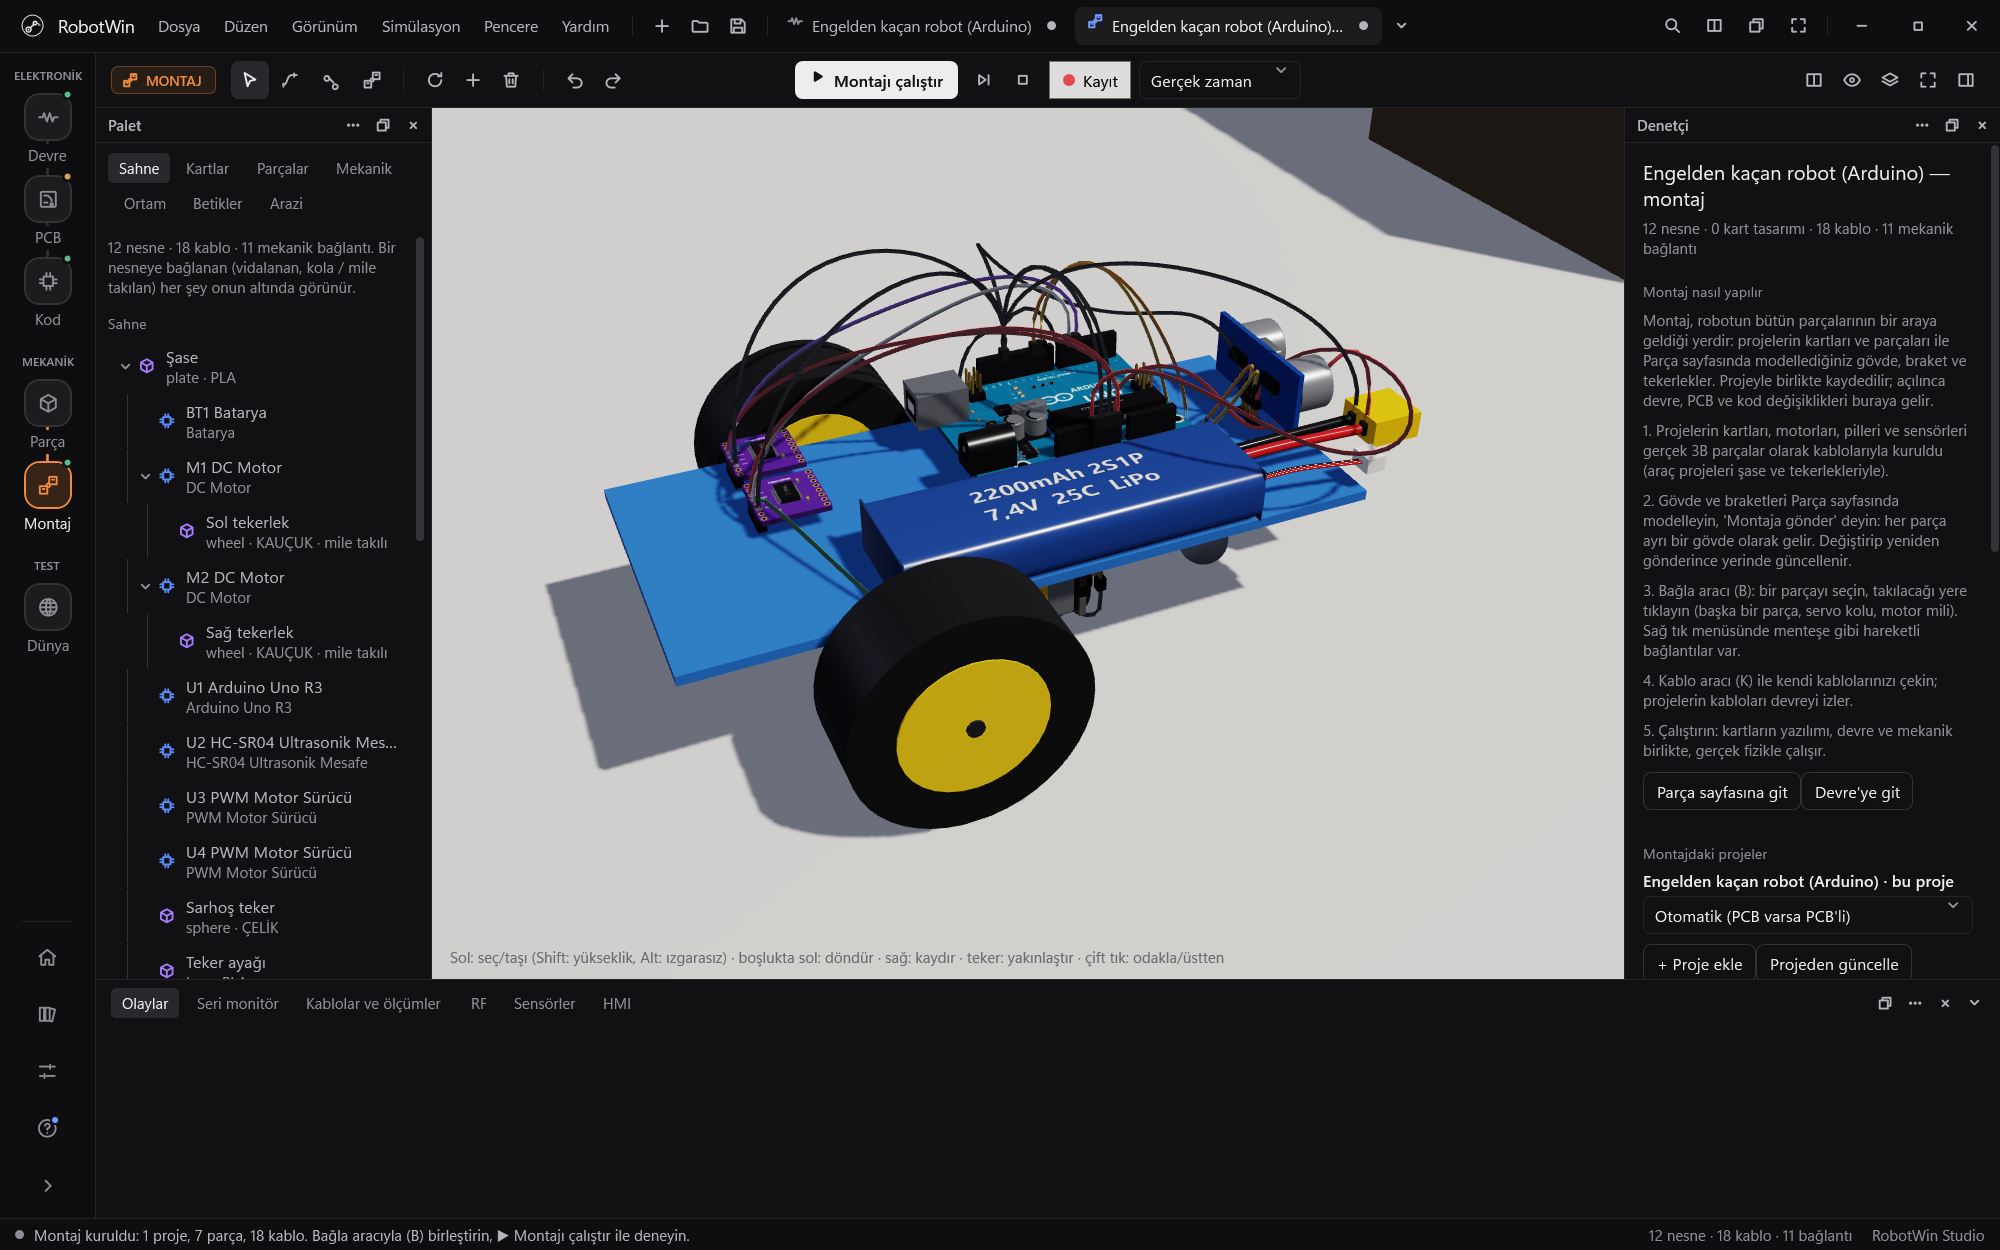 RobotWin Dosya Düzen Görünüm Simülasyon Pencere Yardım Engelden kaçan robot (Arduino) Engelden kaçan robot (Arduino)...
ELEKTRONİK
Devre
PCB
Kod
MEKANİK
Parça
Montaj
TEST
Dünya
MONTAJ Montajı çalıştır Kayıt Gerçek zaman
Palet
Sahne Kartlar Parçalar Mekanik
Ortam Betikler Arazi
12 nesne · 18 kablo · 11 mekanik bağlantı. Bir
nesneye bağlanan (vidalanan, kola / mile
takılan) her şey onun altında görünür.
Sahne
Şase
plate · PLA
BT1 Batarya
Batarya
M1 DC Motor
DC Motor
Sol tekerlek
wheel · KAUÇUK · mile takılı
M2 DC Motor
DC Motor
Sağ tekerlek
wheel · KAUÇUK · mile takılı
U1 Arduino Uno R3
Arduino Uno R3
U2 HC-SR04 Ultrasonik Mes...
HC-SR04 Ultrasonik Mesafe
U3 PWM Motor Sürücü
PWM Motor Sürücü
U4 PWM Motor Sürücü
PWM Motor Sürücü
Sarhoş teker
sphere · ÇELİK
Teker ayağı
2200mAh 2S1P
7.4V 25C LiPo
Sol: seç/taşı (Shift: yükseklik, Alt: ızgarasız) · boşlukta sol: döndür · sağ: kaydır · teker: yakınlaştır · çift tık: odakla/üstten
Denetçi
Engelden kaçan robot (Arduino) —
montaj
12 nesne · 0 kart tasarımı · 18 kablo · 11 mekanik
bağlantı
Montaj nasıl yapılır
Montaj, robotun bütün parçalarının bir araya
geldiği yerdir: projelerin kartları ve parçaları ile
Parça sayfasında modellediğiniz gövde, braket ve
tekerlekler. Projeyle birlikte kaydedilir; açılınca
devre, PCB ve kod değişiklikleri buraya gelir.
1. Projelerin kartları, motorları, pilleri ve sensörleri
gerçek 3B parçalar olarak kablolarıyla kuruldu
(araç projeleri şase ve tekerlekleriyle).
2. Gövde ve braketleri Parça sayfasında
modelleyin, 'Montaja gönder' deyin: her parça
ayrı bir gövde olarak gelir. Değiştirip yeniden
gönderince yerinde güncellenir.
3. Bağla aracı (B): bir parçayı seçin, takılacağı yere
tıklayın (başka bir parça, servo kolu, motor mili).
Sağ tık menüsünde menteşe gibi hareketli
bağlantılar var.
4. Kablo aracı (K) ile kendi kablolarınızı çekin;
projelerin kabloları devreyi izler.
5. Çalıştırın: kartların yazılımı, devre ve mekanik
birlikte, gerçek fizikle çalışır.
Parça sayfasına git Devre'ye git
Montajdaki projeler
Engelden kaçan robot (Arduino) · bu proje
Otomatik (PCB varsa PCB'li)
+ Proje ekle Projeden güncelle
Olaylar Seri monitör Kablolar ve ölçümler RF Sensörler HMI
Montaj kuruldu: 1 proje, 7 parça, 18 kablo. Bağla aracıyla (B) birleştirin, ▶ Montajı çalıştır ile deneyin.
12 nesne · 18 kablo · 11 bağlantı RobotWin Studio